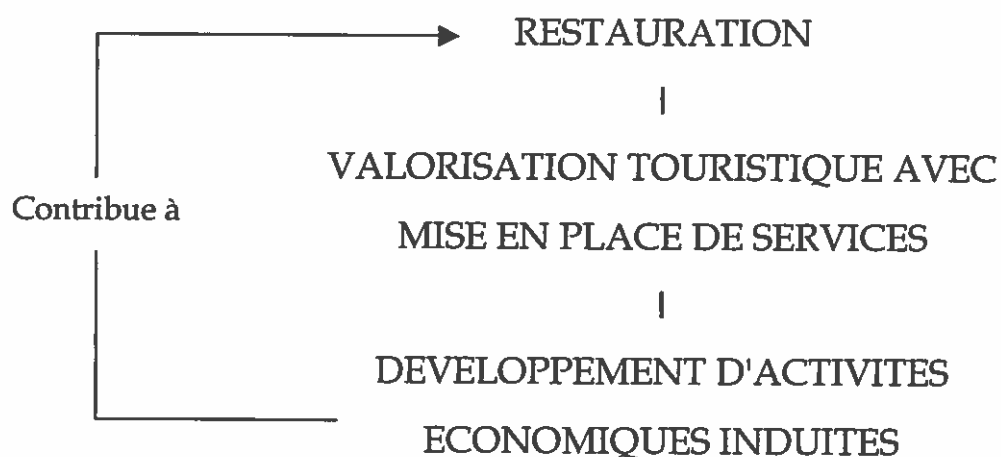 RESTAURATION
VALORISATION TOURISTIQUE AVEC
MISE EN PLACE DE SERVICES
Contribue à
DEVELOPPEMENT D'ACTIVITES
ECONOMIQUES INDUITES